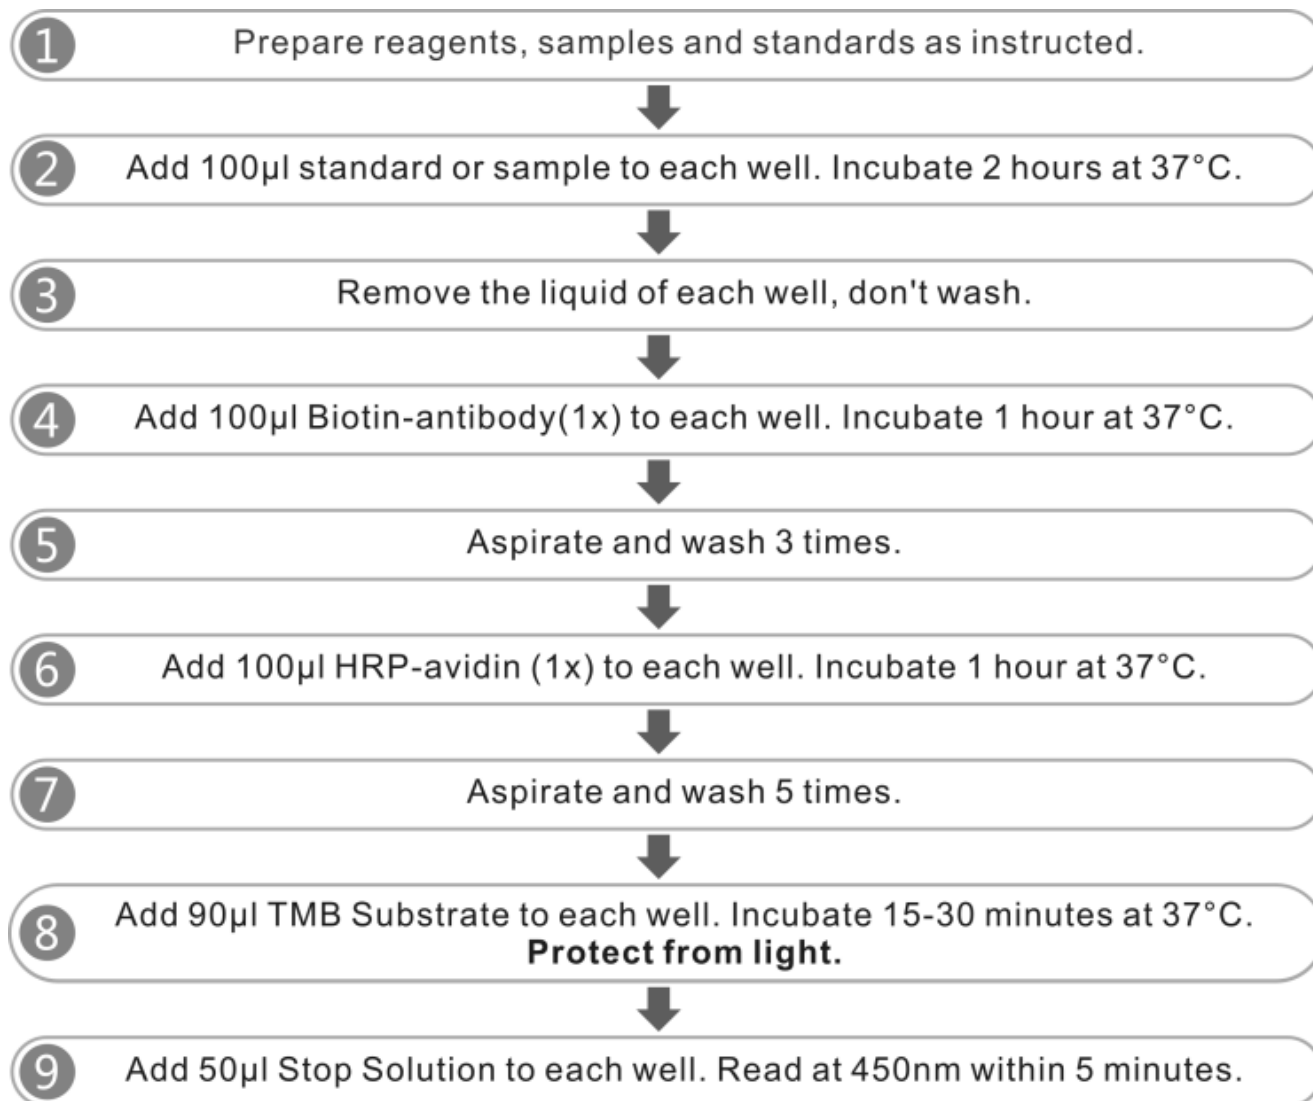 1 Prepare reagents, samples and standards as instructed.
2 Add 100µl standard or sample to each well. Incubate 2 hours at 37°C.
3 Remove the liquid of each well, don't wash.
4 Add 100µl Biotin-antibody(1x) to each well. Incubate 1 hour at 37°C.
5 Aspirate and wash 3 times.
6 Add 100µl HRP-avidin (1x) to each well. Incubate 1 hour at 37°C.
7 Aspirate and wash 5 times.
8 Add 90µl TMB Substrate to each well. Incubate 15-30 minutes at 37°C.
Protect from light.
9 Add 50µl Stop Solution to each well. Read at 450nm within 5 minutes.